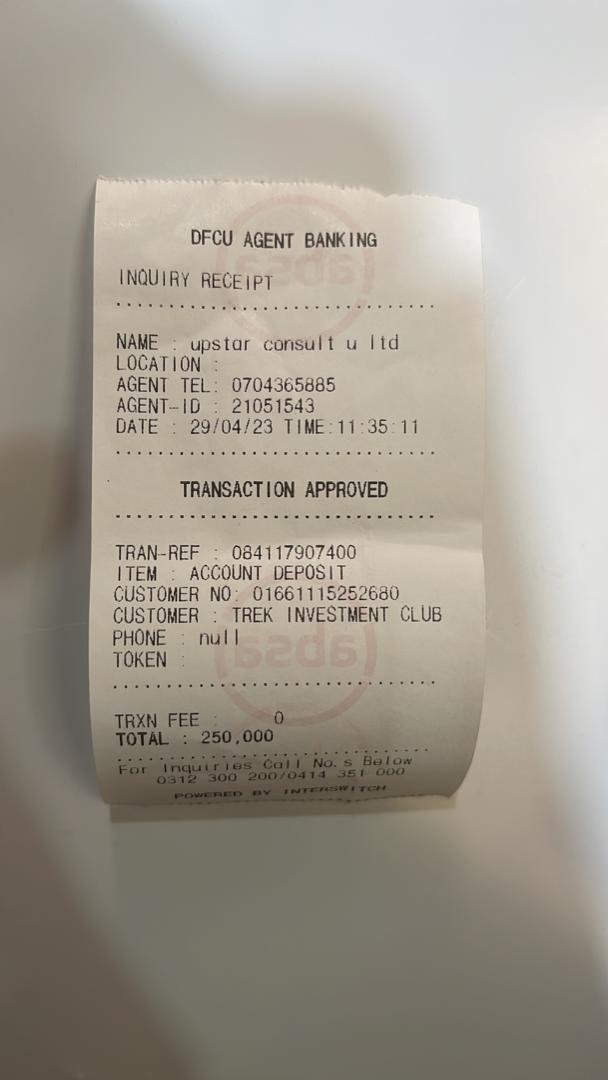 DFCU AGENT BANKING
INQUIRY RECEIPT
NAME : upstar consult u ltd
LOCATION :
AGENT TEL: 0704365885
AGENT-ID : 21051543
DATE : 29/04/23 TIME:11:35:11
TRANSACTION APPROVED
TRAN-REF : 084117907400
ITEM : ACCOUNT DEPOSIT
CUSTOMER NO: 01661115252680
CUSTOMER : TREK INVESTMENT CLUB
PHONE : null
TOKEN :
TRXN FEE : 0
TOTAL : 250,000
For Inquiries Call No.s Below
0312 300 200/0414 351 000
POWERED BY INTERSWITCH
absa
absa